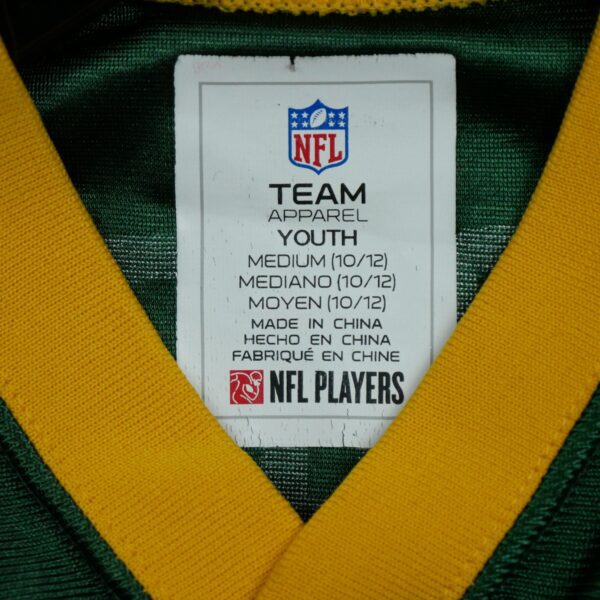 NFL
TEAM
APPAREL
YOUTH
MEDIUM (10/12)
MEDIANO (10/12)
MOYEN (10/12)
MADE IN CHINA
HECHO EN CHINA
FABRIQUÉ EN CHINE
NFL PLAYERS